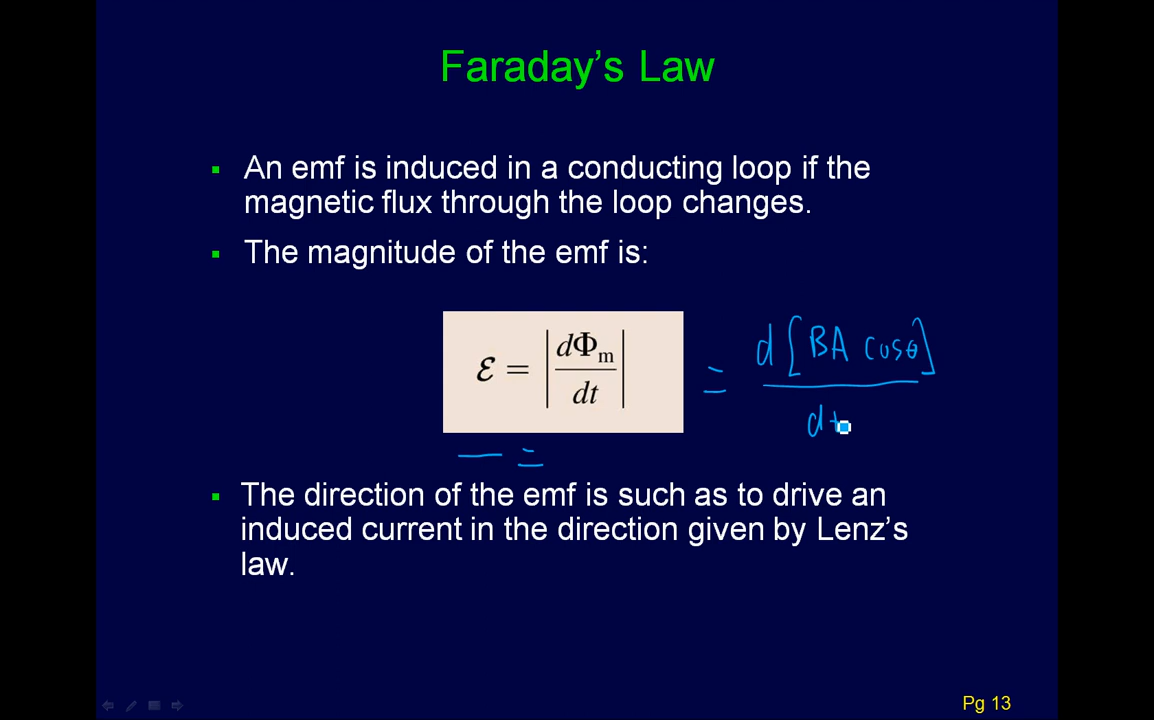 Faraday's Law
▪ An emf is induced in a conducting loop if the
magnetic flux through the loop changes.
▪ The magnitude of the emf is:
ℰ = |dΦm/dt| = d[BA cosθ]/dt
▪ The direction of the emf is such as to drive an
induced current in the direction given by Lenz's
law.
Pg 13